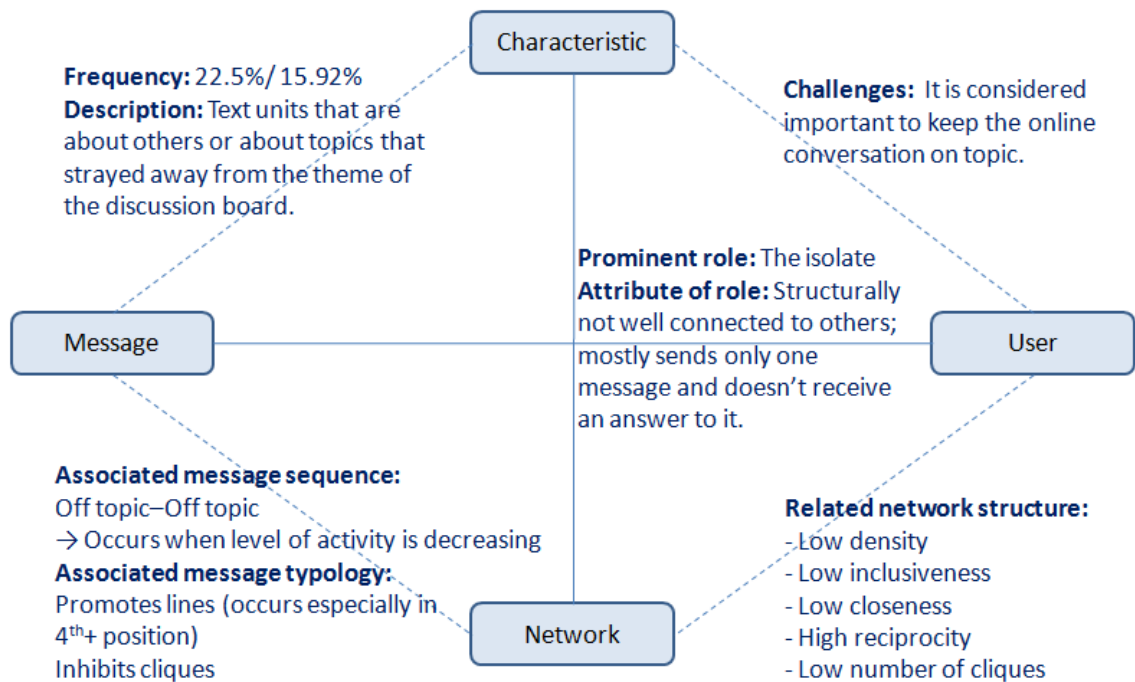 Characteristic
Frequency: 22.5%/ 15.92%
Description: Text units that are
about others or about topics that
strayed away from the theme of
the discussion board.
Challenges: It is considered
important to keep the online
conversation on topic.
Prominent role: The isolate
Attribute of role: Structurally
not well connected to others;
mostly sends only one
message and doesn’t receive
an answer to it.
Message
User
Associated message sequence:
Off topic–Off topic
→ Occurs when level of activity is decreasing
Associated message typology:
Promotes lines (occurs especially in
4th+ position)
Inhibits cliques
Related network structure:
- Low density
- Low inclusiveness
- Low closeness
- High reciprocity
- Low number of cliques
Network